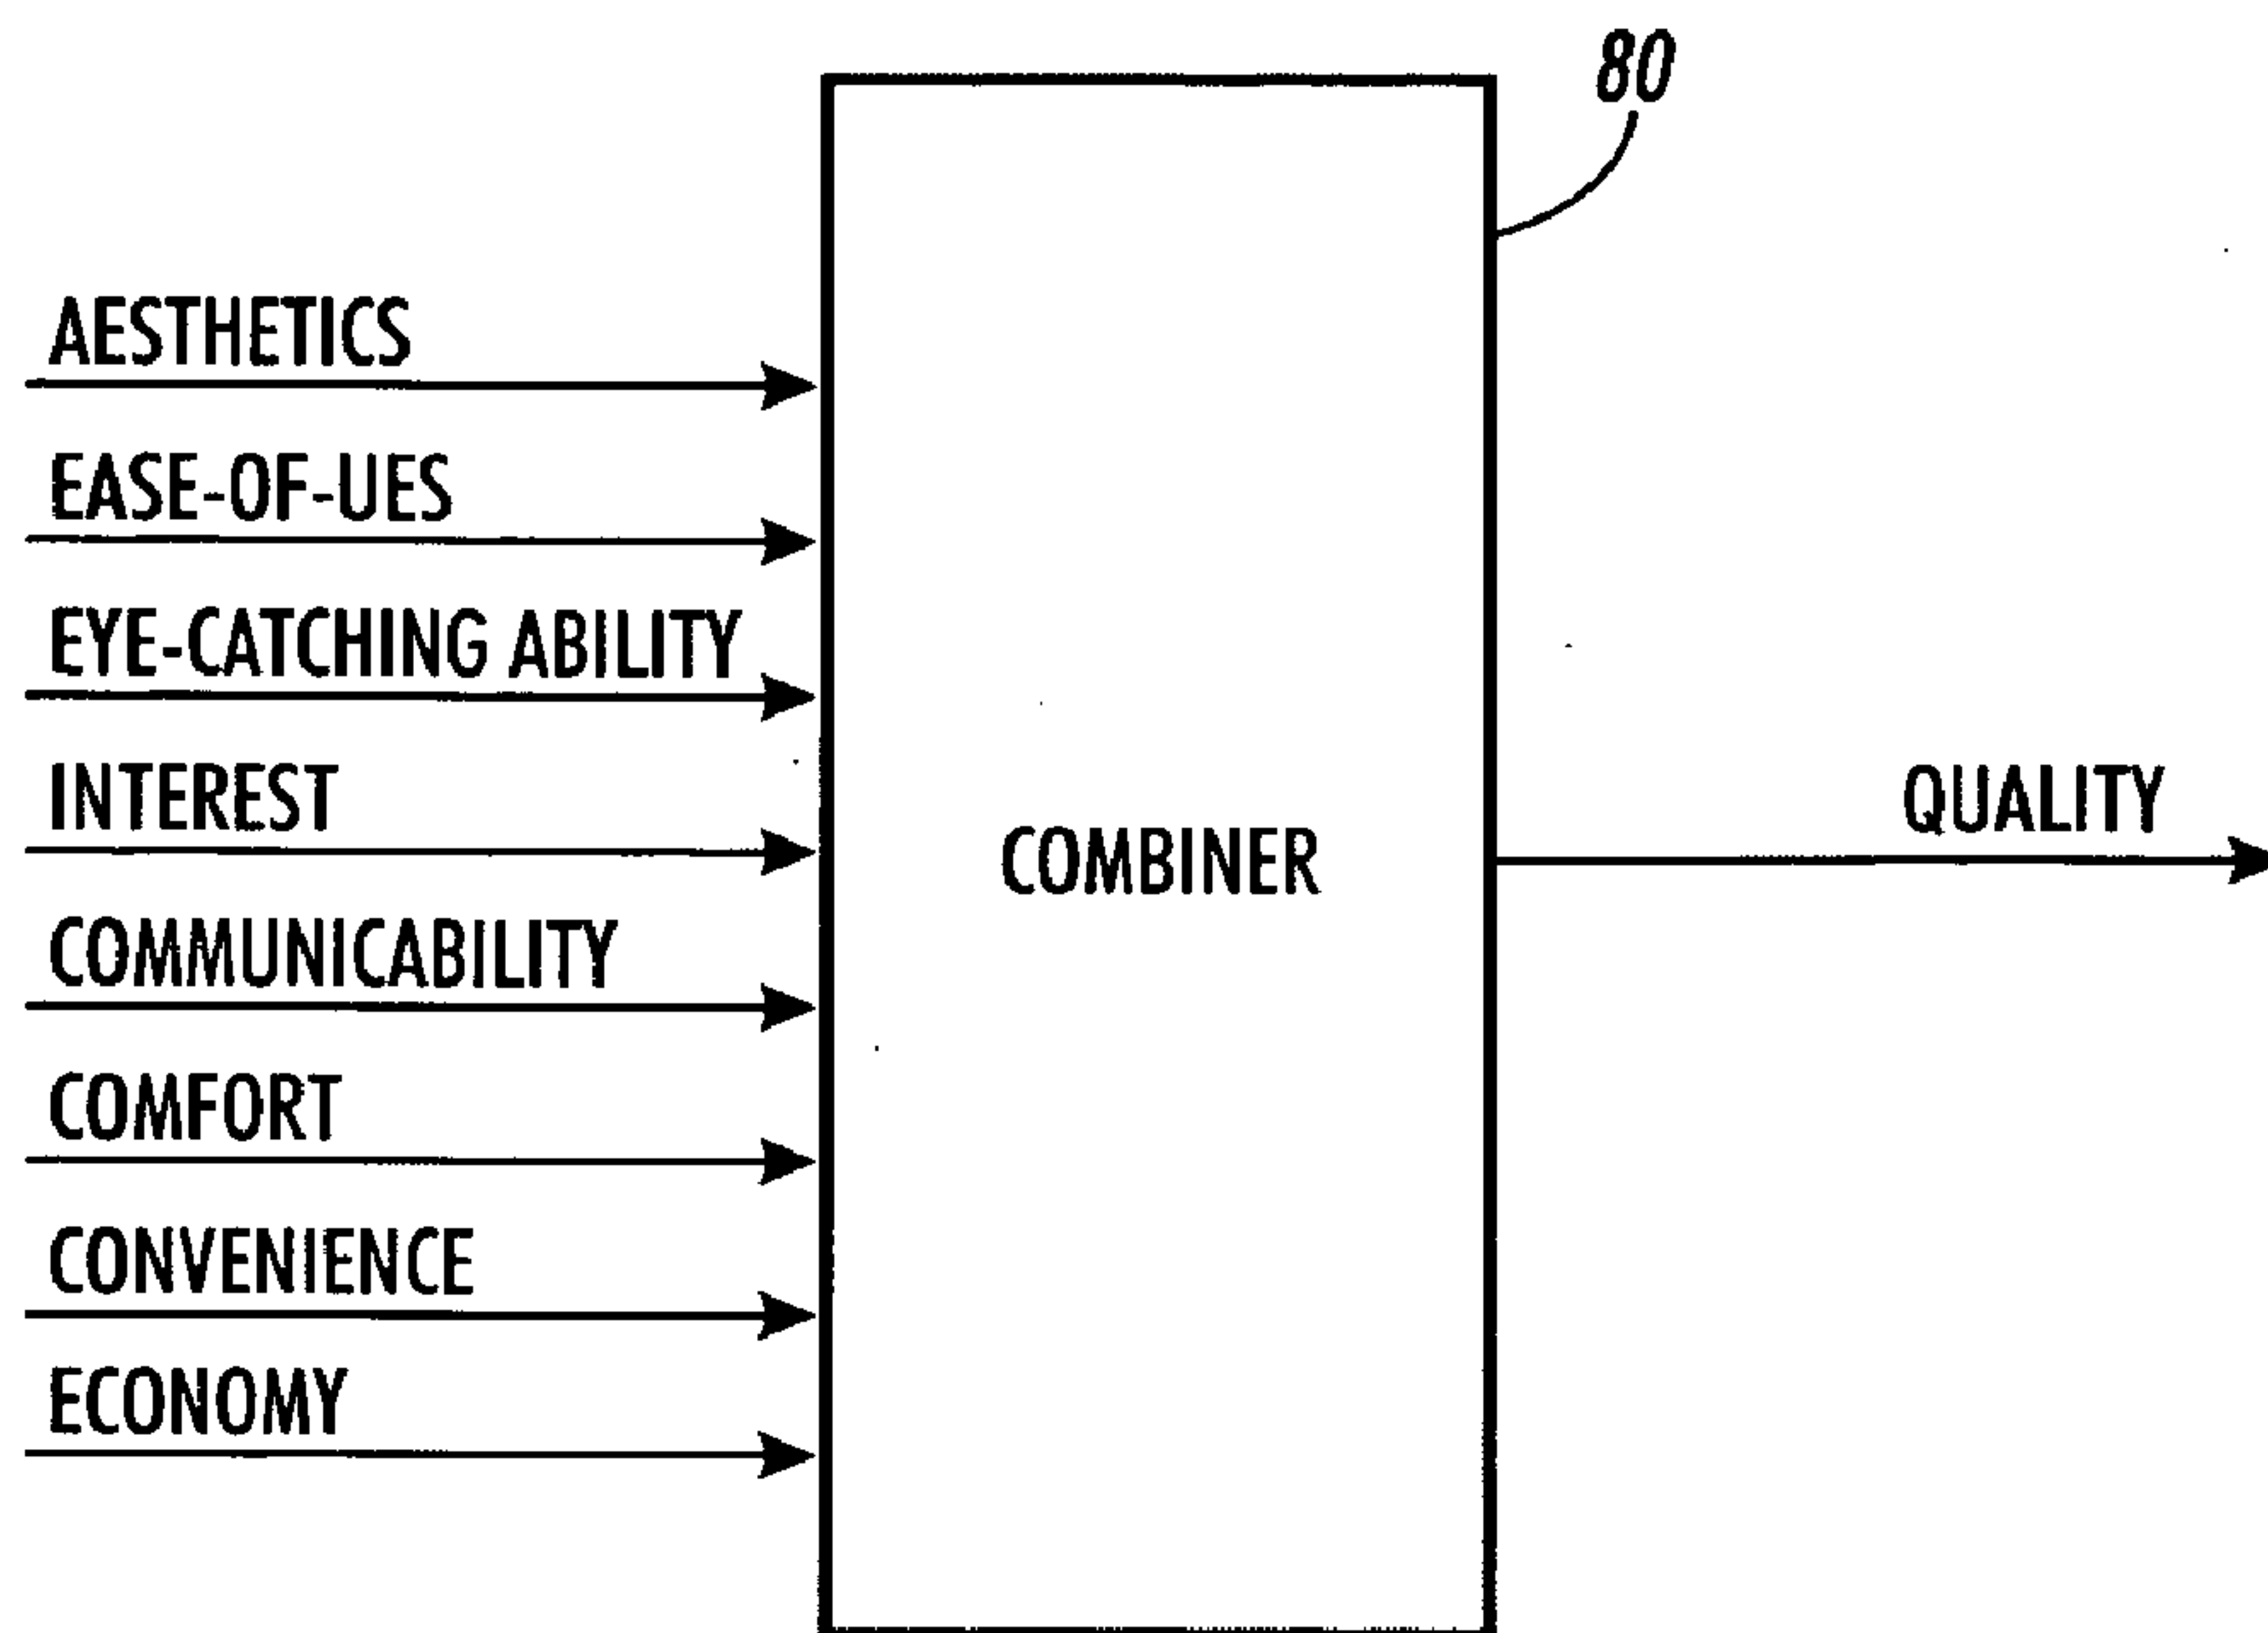 80
AESTHETICS
EASE-OF-UES
EYE-CATCHING ABILITY
INTEREST
COMMUNICABILITY
COMFORT
CONVENIENCE
ECONOMY
COMBINER
QUALITY